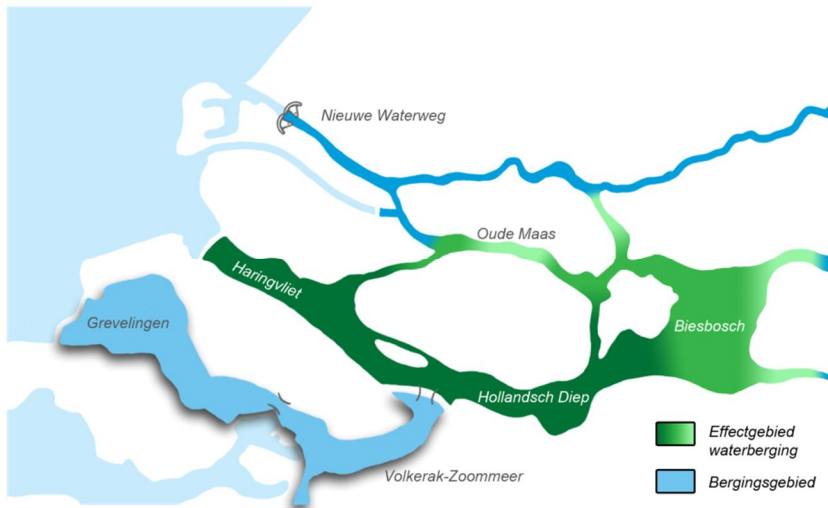 Nieuwe Waterweg
Oude Maas
Haringvliet
Grevelingen
Biesbosch
Hollandsch Diep
Volkerak-Zoommeer
Effectgebied
waterberging
Bergingsgebied